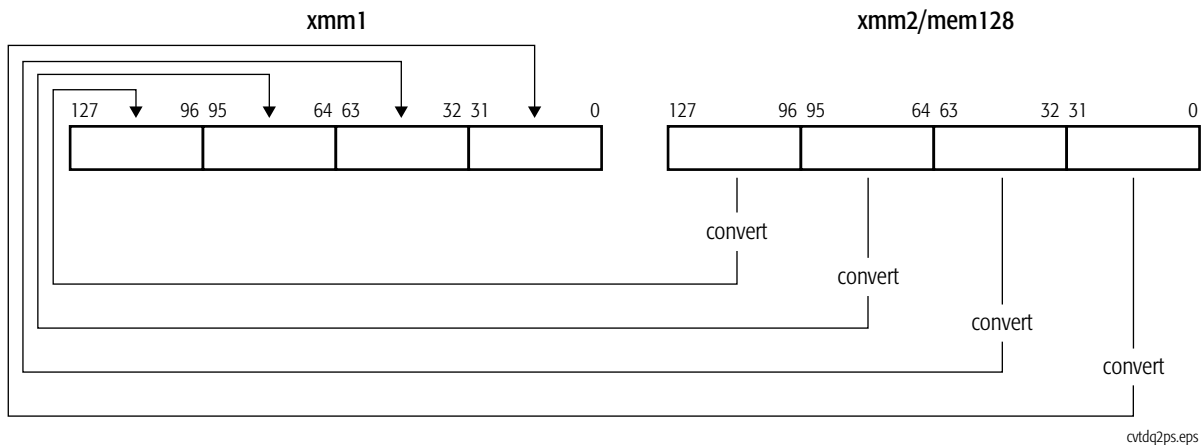 xmm1 xmm2/mem128
127 96 95 64 63 32 31 0 127 96 95 64 63 32 31 0
convert
convert
convert
convert
cvtdq2ps.eps